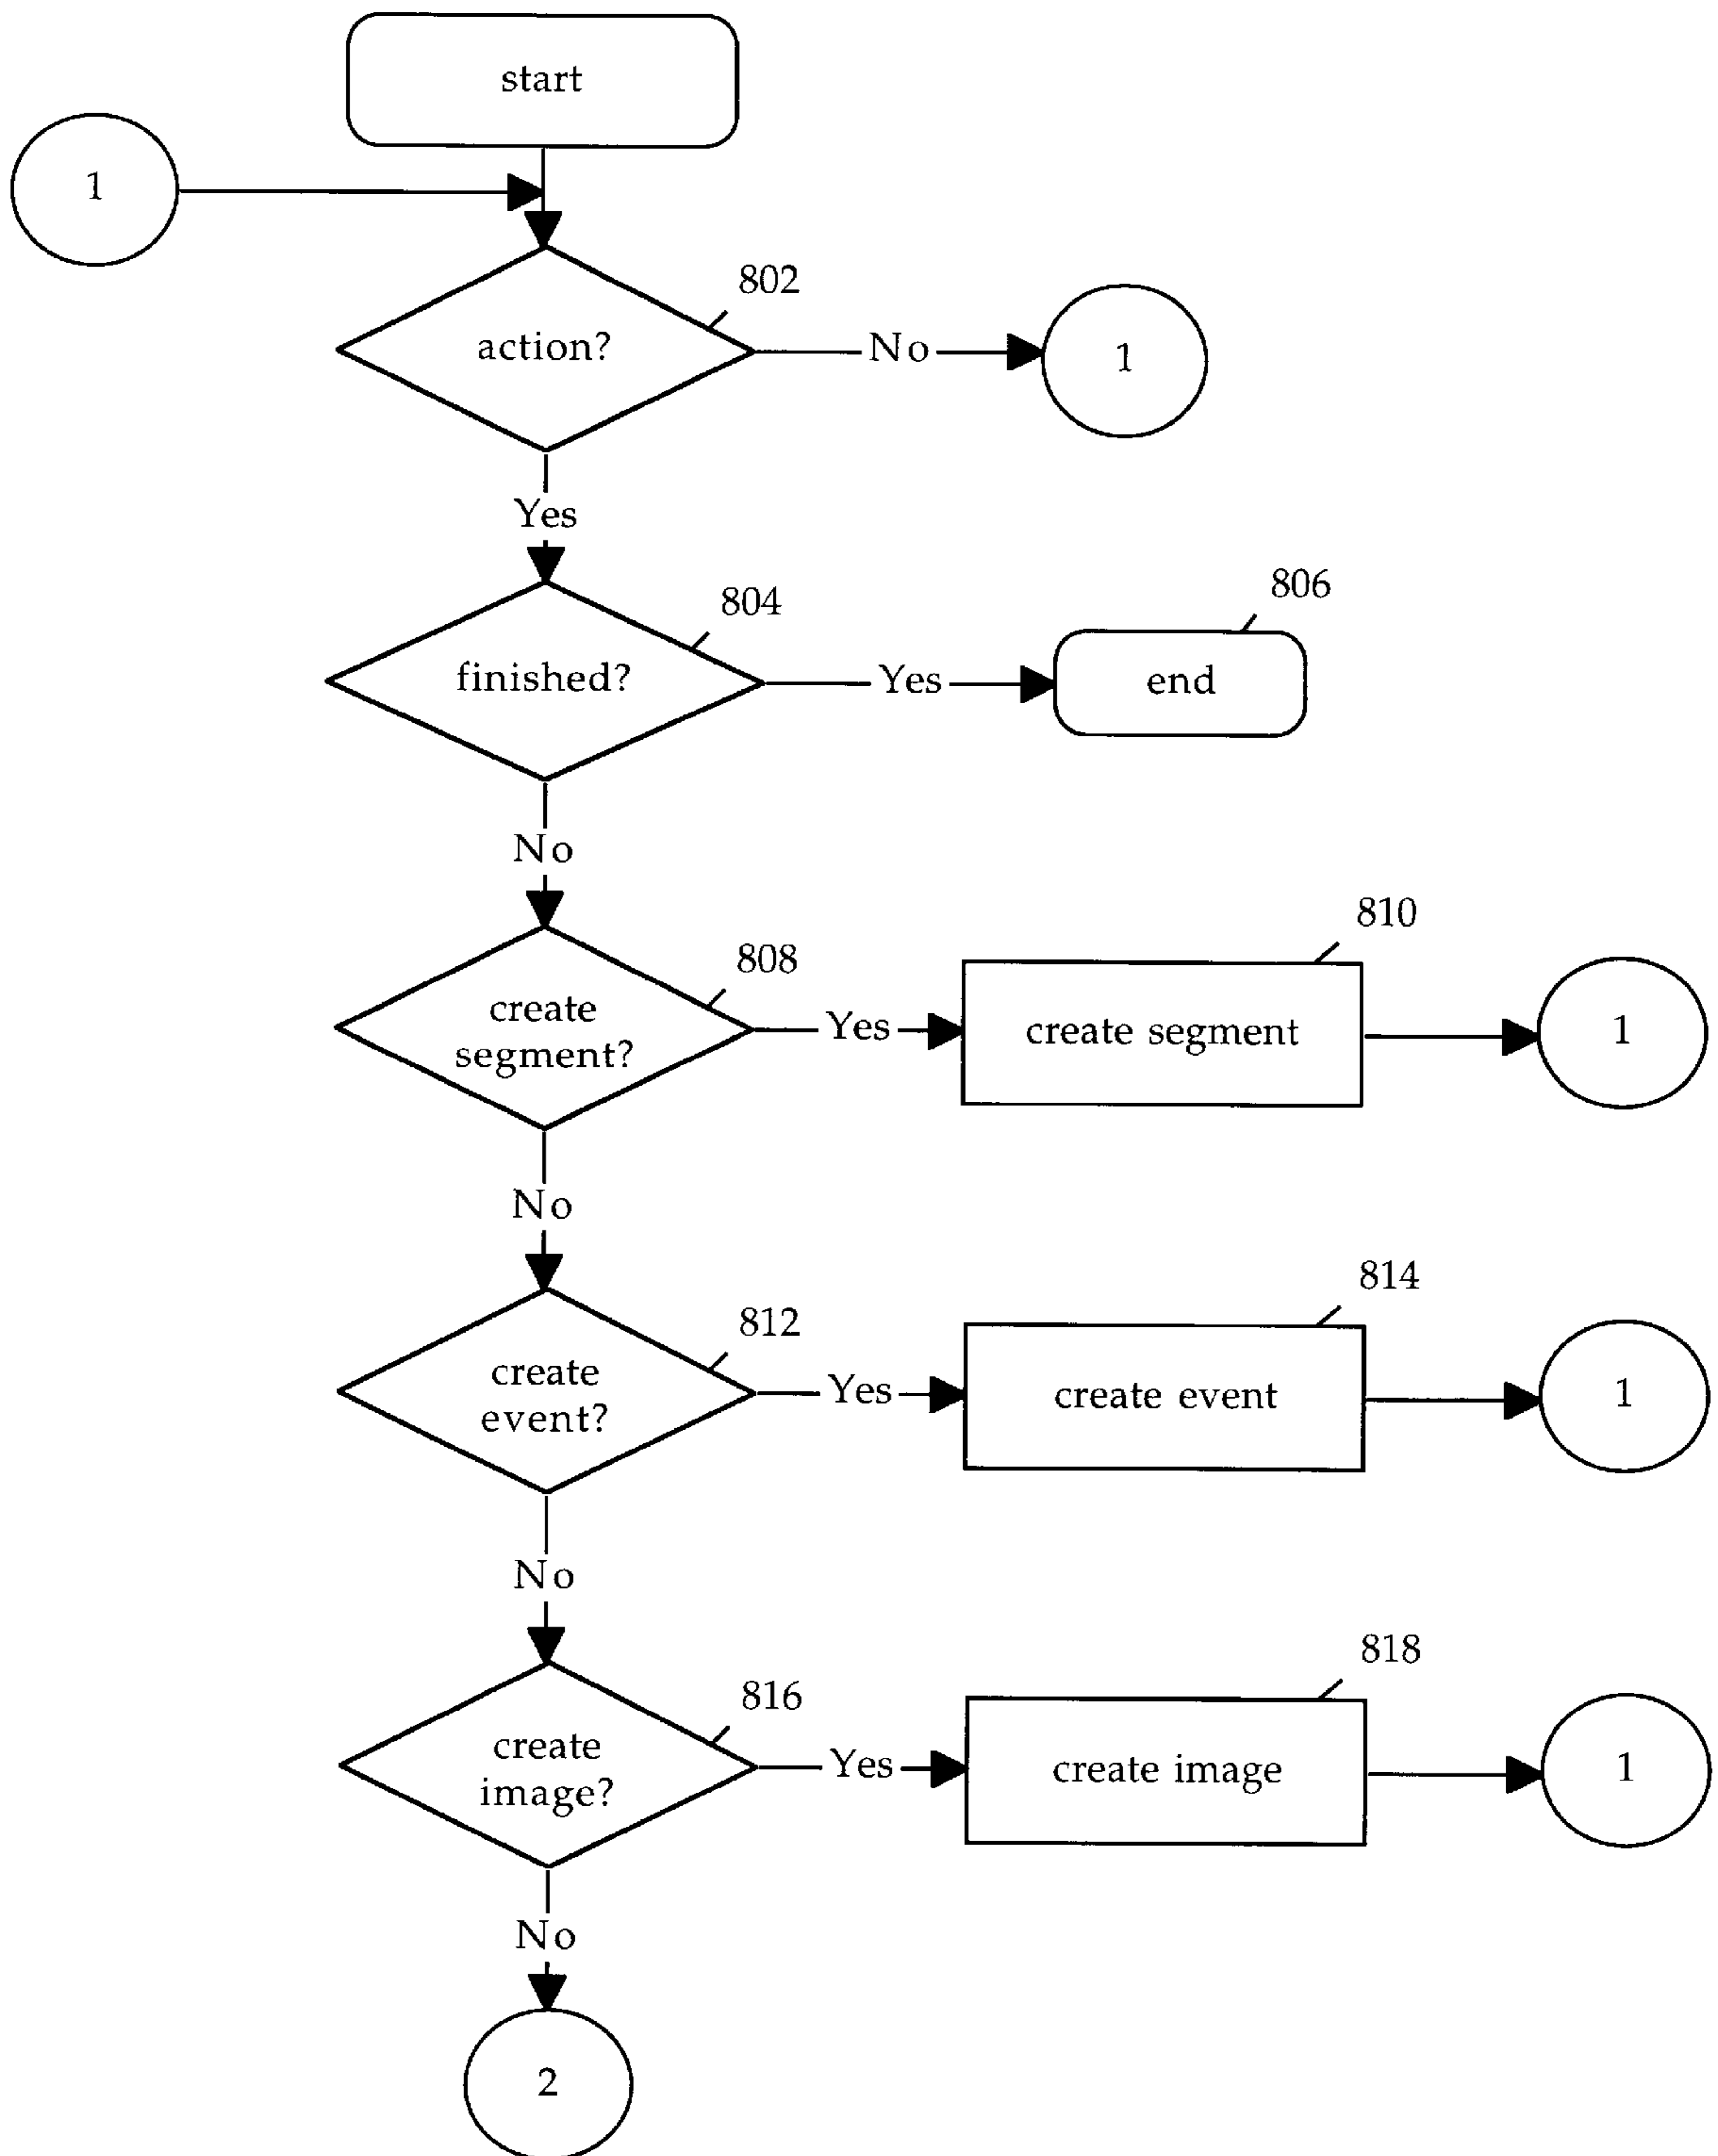 start
1
802
action?
No
1
Yes
804
806
finished?
Yes
end
No
808
810
create
segment?
Yes
create segment
1
No
812
814
create
event?
Yes
create event
1
No
816
818
create
image?
Yes
create image
1
No
2